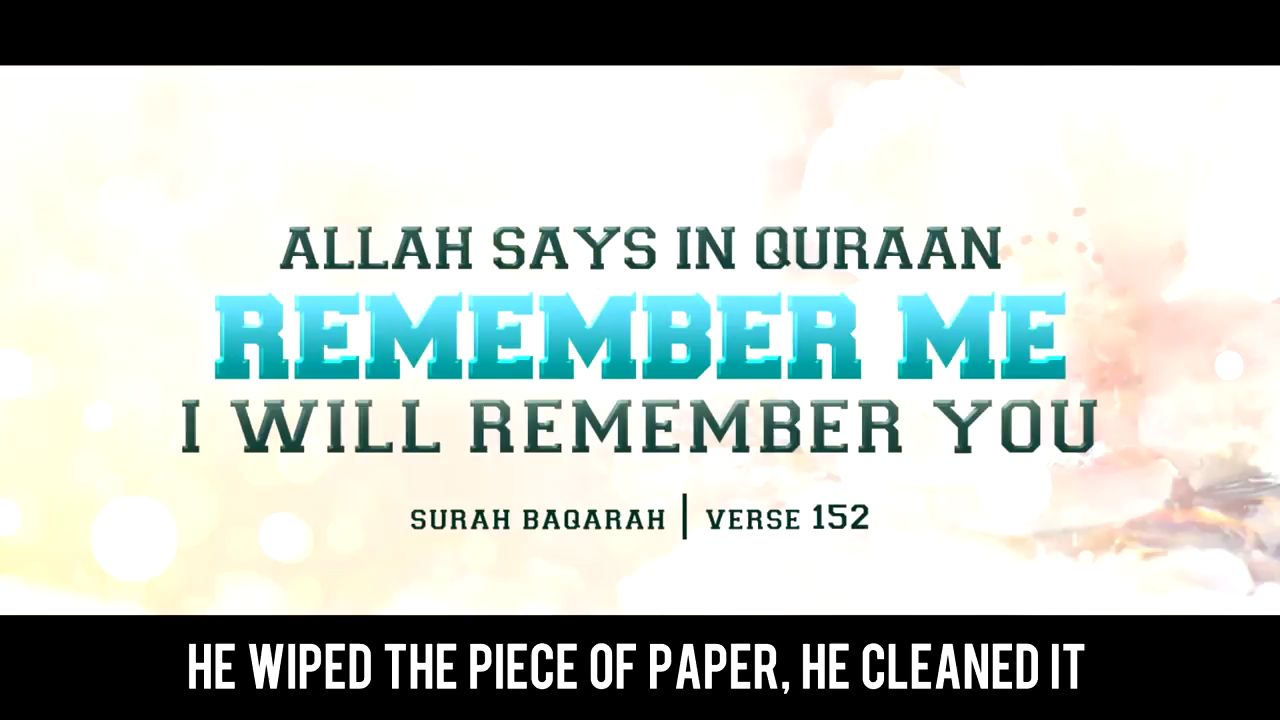 ALLAH SAYS IN QURAAN
REMEMBER ME
I WILL REMEMBER YOU
SURAH BAQARAH | VERSE 152
HE WIPED THE PIECE OF PAPER, HE CLEANED IT